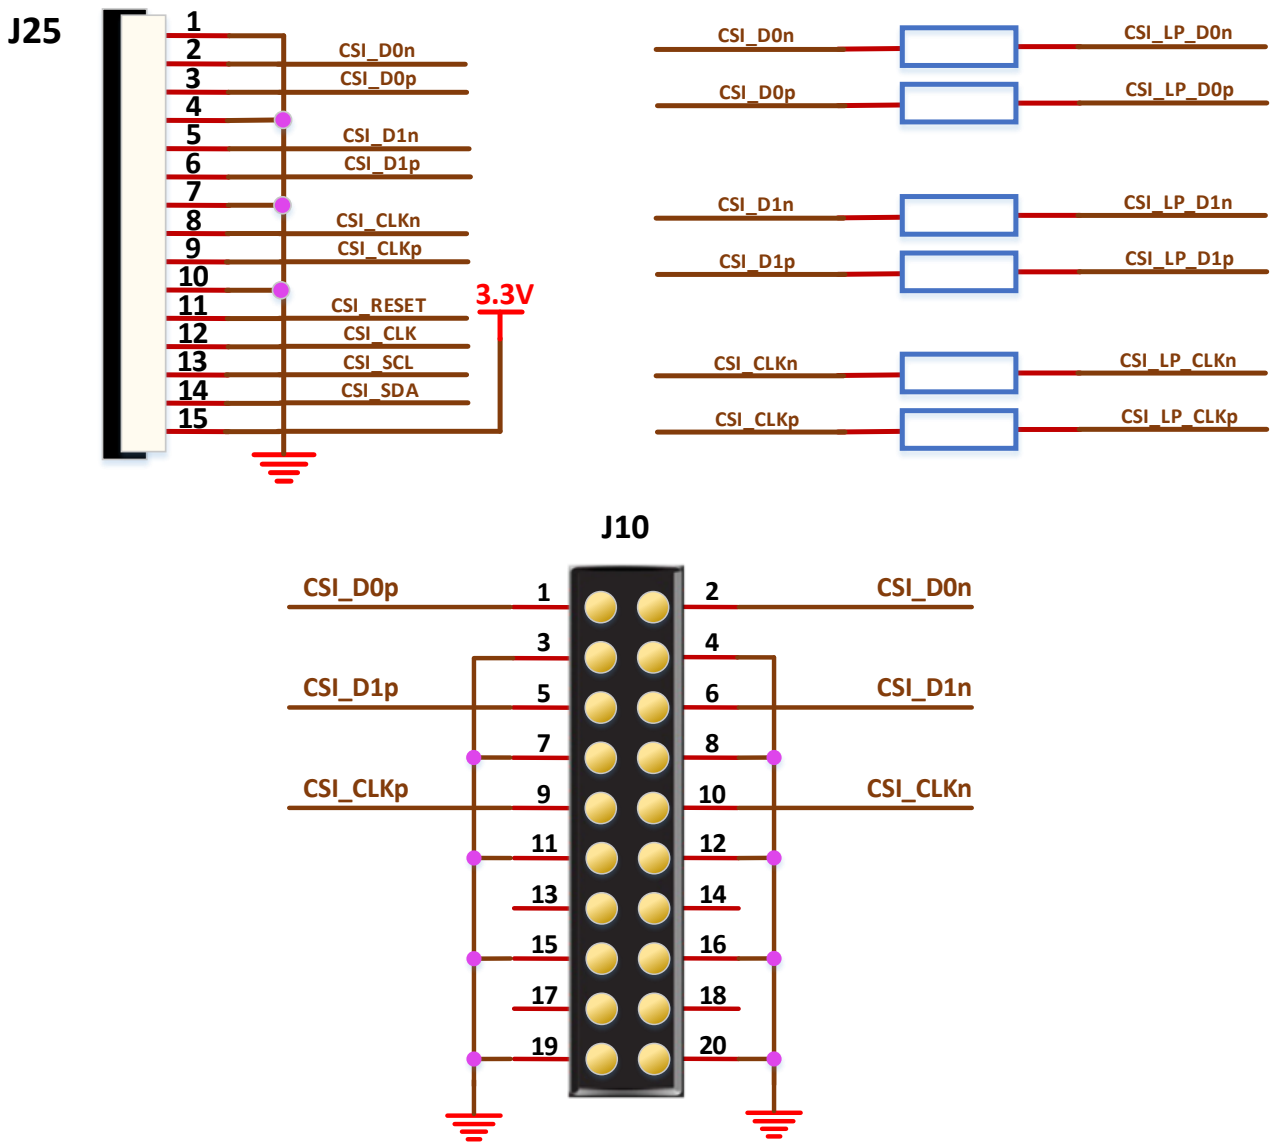 J25
1
2 CSI_D0n
3 CSI_D0p
4
5 CSI_D1n
6 CSI_D1p
7
8 CSI_CLKn
9 CSI_CLKp
10
11 CSI_RESET
12 CSI_CLK
13 CSI_SCL
14 CSI_SDA
15
3.3V
CSI_D0n CSI_LP_D0n
CSI_D0p CSI_LP_D0p
CSI_D1n CSI_LP_D1n
CSI_D1p CSI_LP_D1p
CSI_CLKn CSI_LP_CLKn
CSI_CLKp CSI_LP_CLKp
J10
CSI_D0p 1 2 CSI_D0n
3 4
CSI_D1p 5 6 CSI_D1n
7 8
CSI_CLKp 9 10 CSI_CLKn
11 12
13 14
15 16
17 18
19 20